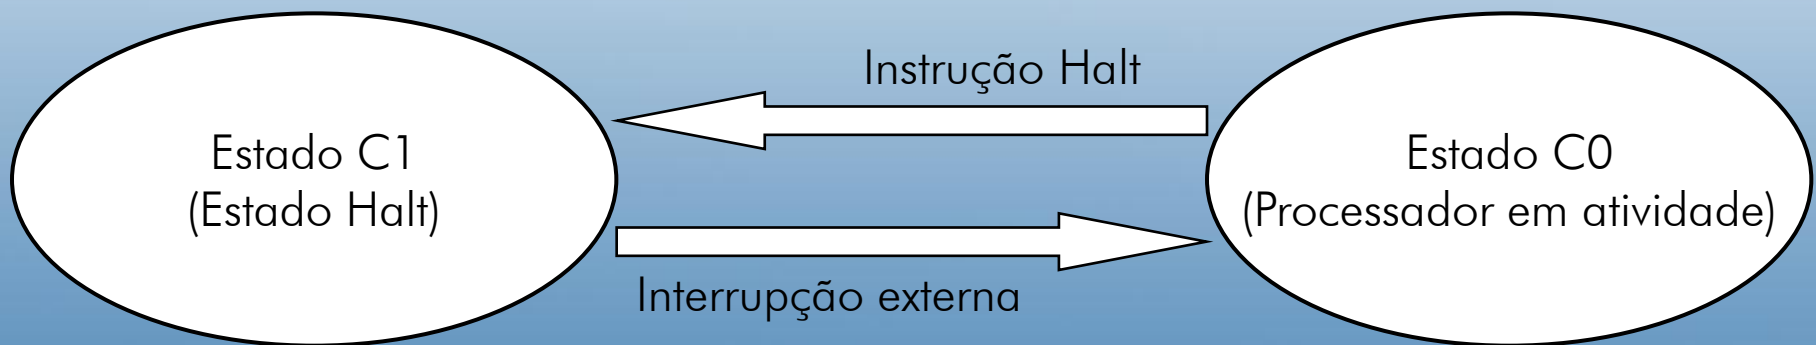 Instrução Halt
Estado C1
(Estado Halt)
Estado C0
(Processador em atividade)
Interrupção externa